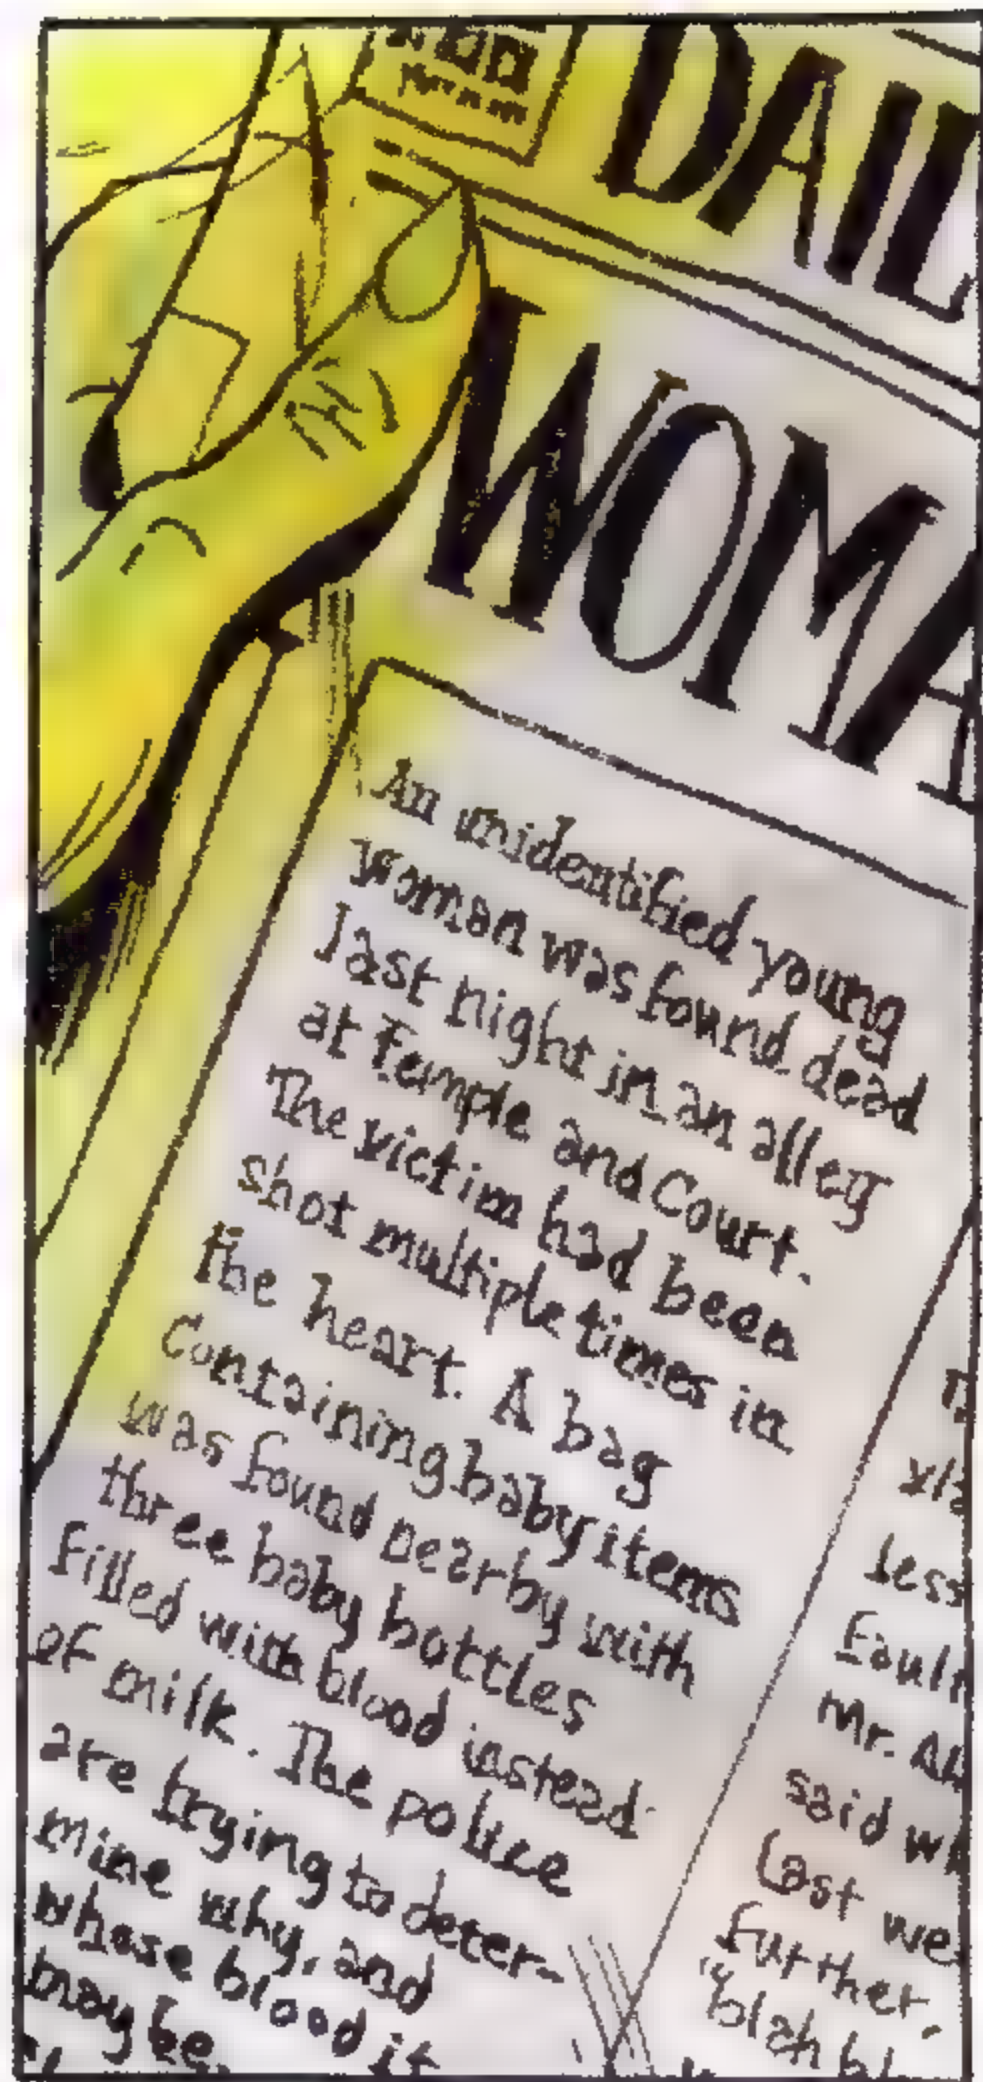 DAIL
WOMA
An unidentified young
woman was found dead
last night in an alley
at Temple and Court.
The victim had been
shot multiple times in
the heart. A bag
Containing baby items
was found nearby with
three baby bottles
filled with blood instead
of milk. The police
are trying to deter-
mine why, and
whose blood it
may be.
less
Fault
Mr. Ah
said wh
Last we
further,
"blah bl